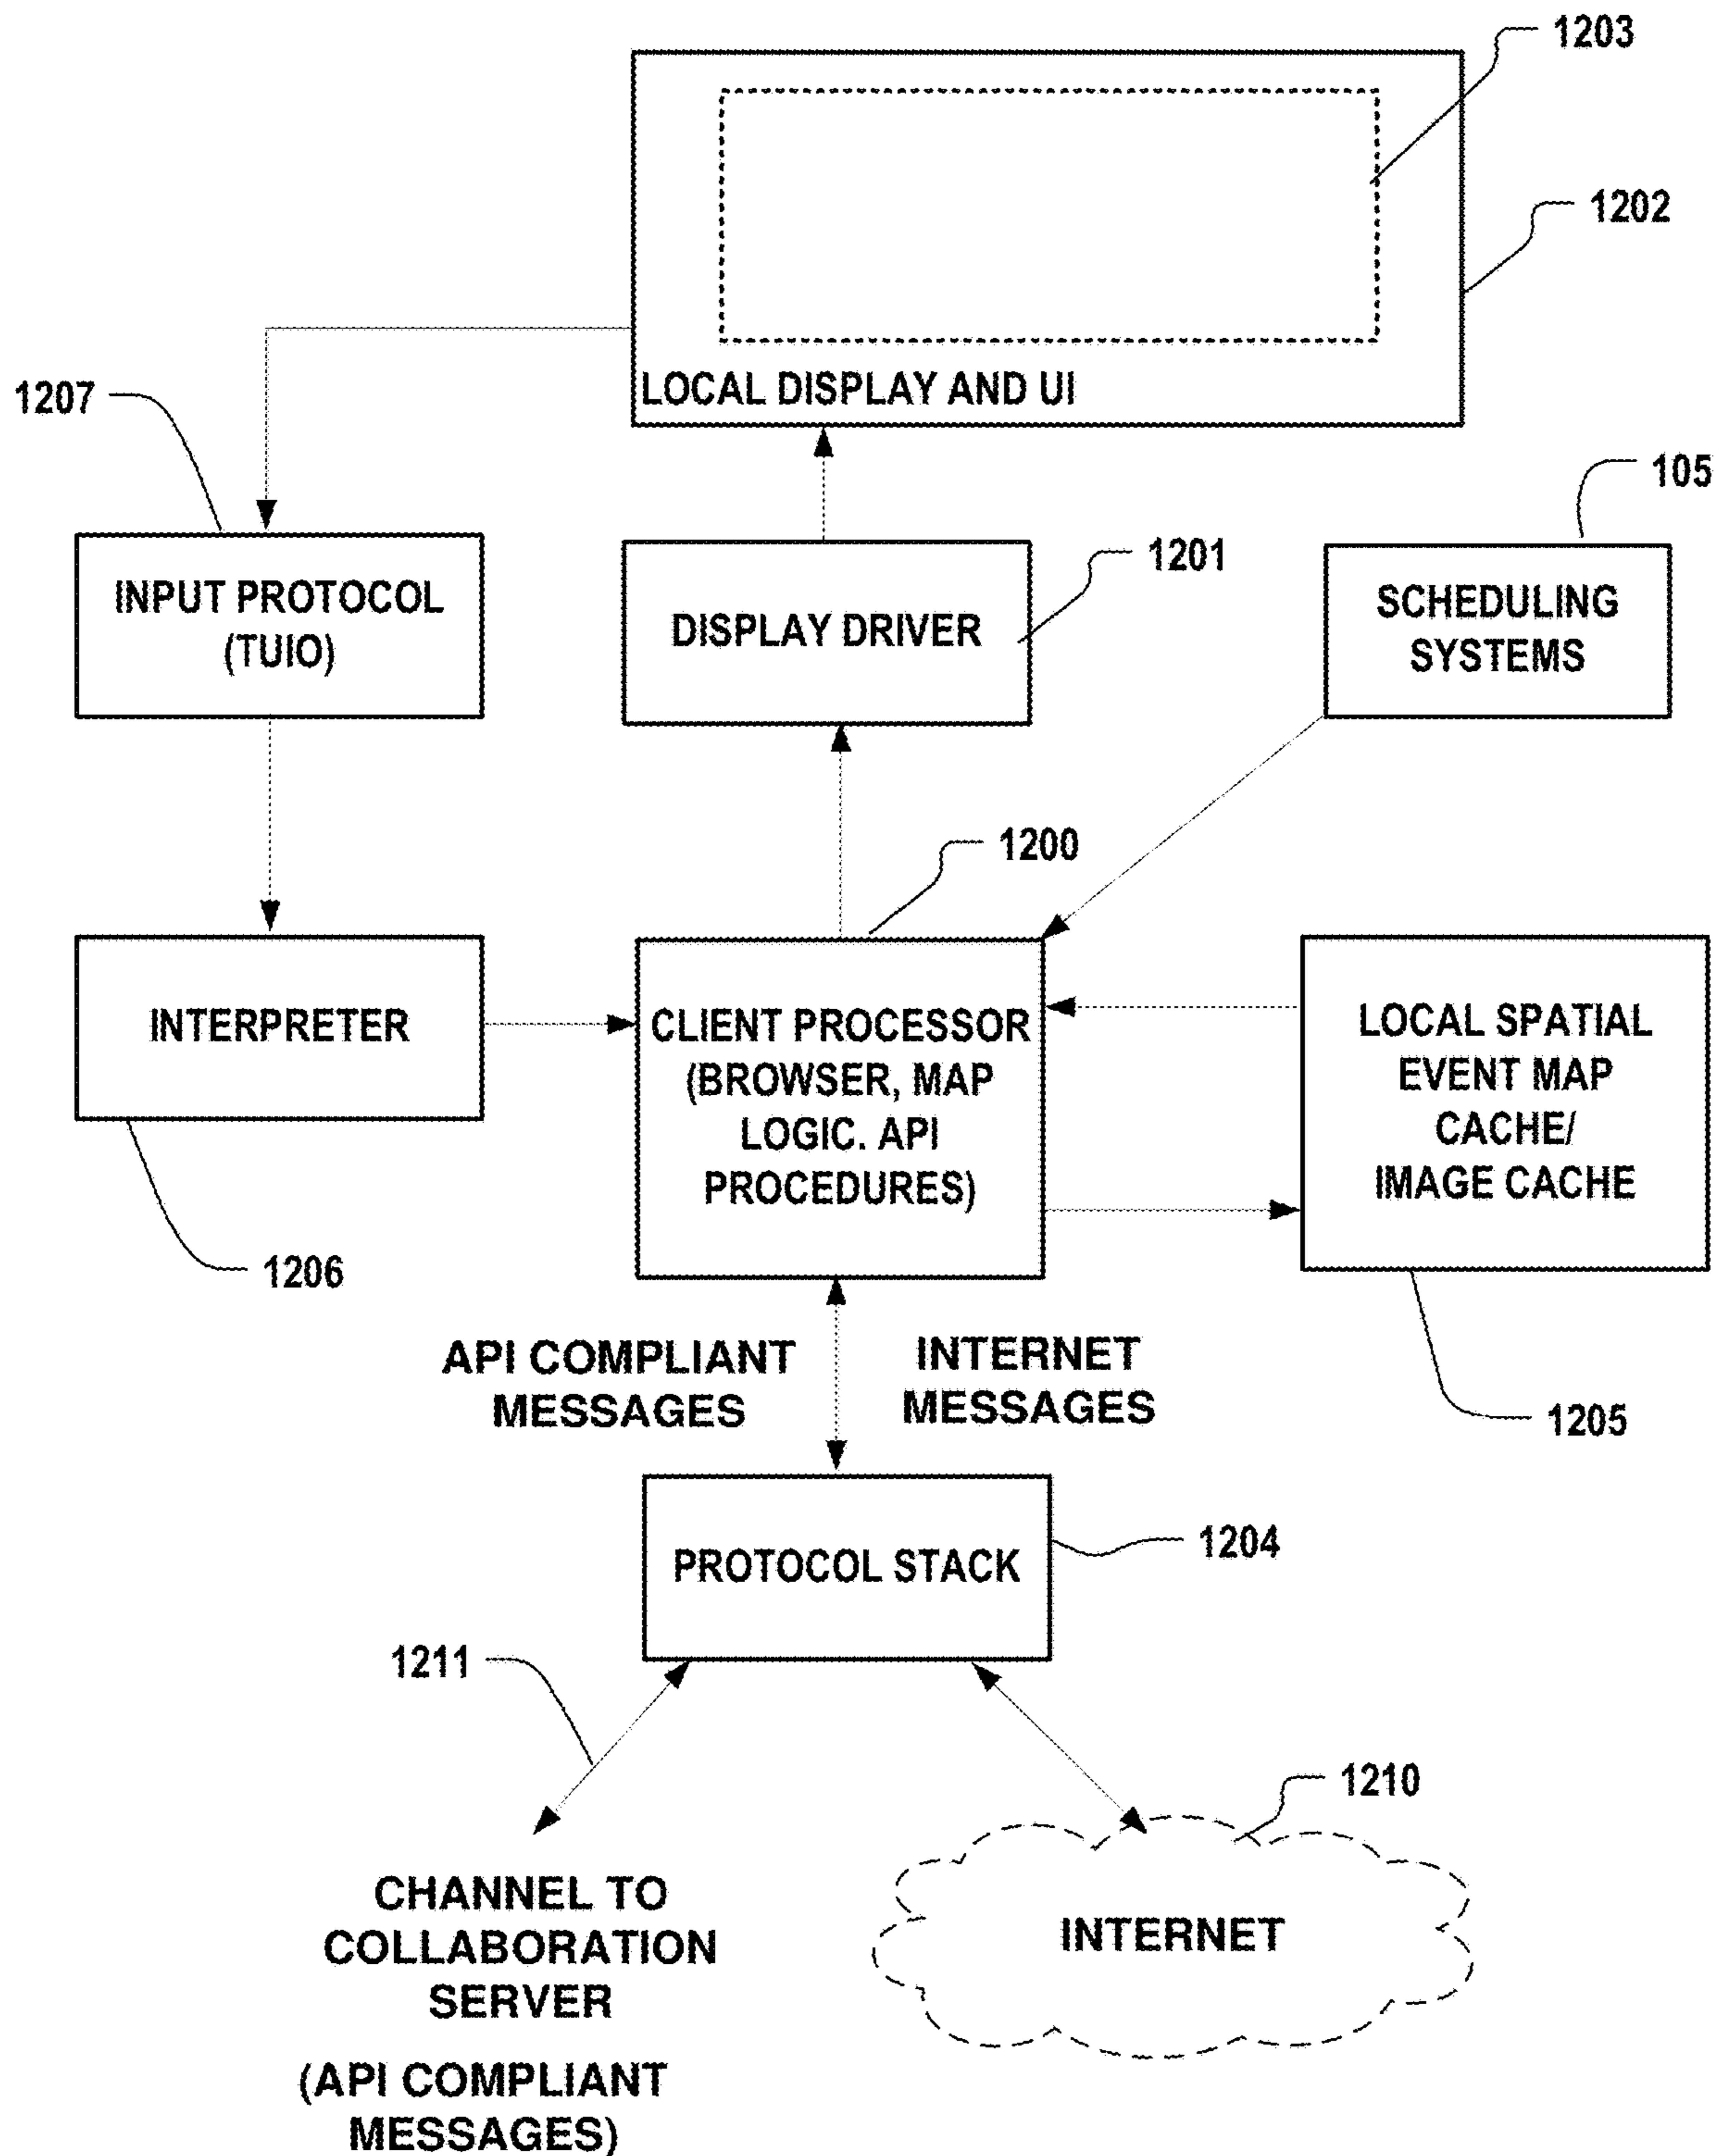 1203
1202
LOCAL DISPLAY AND UI
1207
105
INPUT PROTOCOL
(TUIO)
DISPLAY DRIVER
1201
SCHEDULING
SYSTEMS
1200
INTERPRETER
CLIENT PROCESSOR
(BROWSER, MAP
LOGIC. API
PROCEDURES)
LOCAL SPATIAL
EVENT MAP
CACHE/
IMAGE CACHE
1206
API COMPLIANT
MESSAGES
INTERNET
MESSAGES
1205
PROTOCOL STACK
1204
1211
1210
CHANNEL TO
COLLABORATION
SERVER
(API COMPLIANT
MESSAGES)
INTERNET